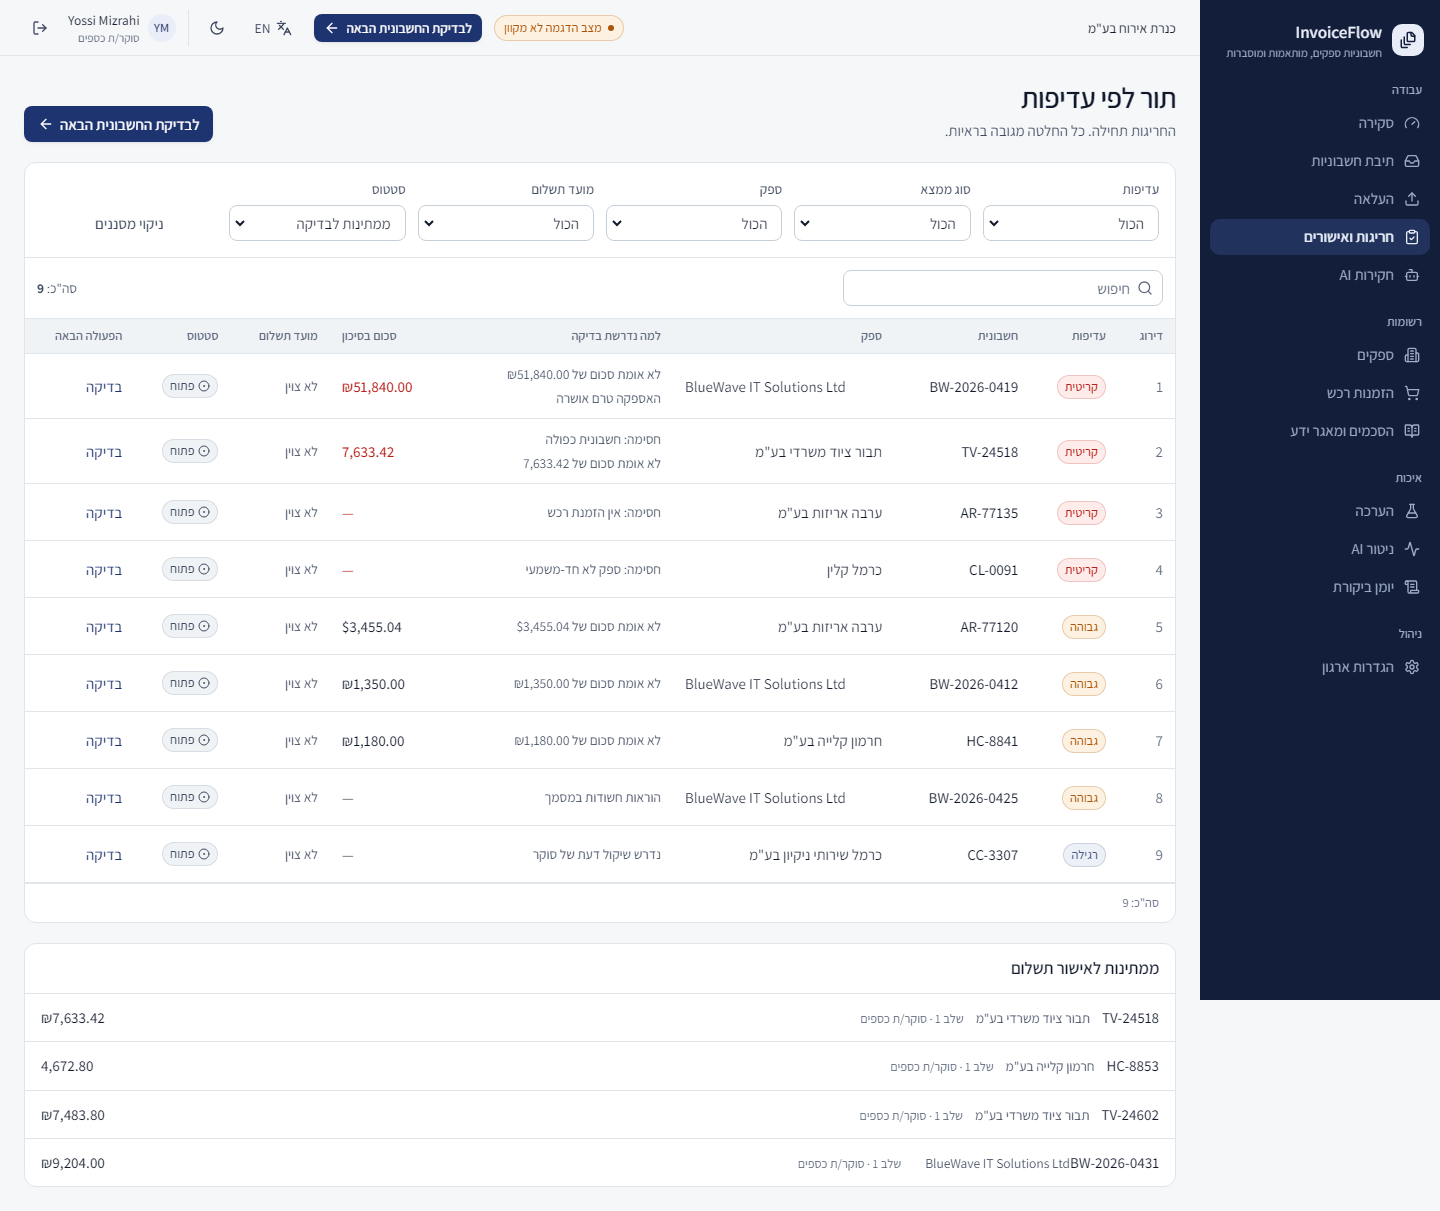 InvoiceFlow
חשבוניות ספקים, מותאמות ומוסברות
עבודה
סקירה
תיבת חשבוניות
העלאה
חריגות ואישורים
חקירות AI
רשומות
ספקים
הזמנות רכש
הסכמים ומאגר ידע
איכות
הערכה
ניטור AI
יומן ביקורת
ניהול
הגדרות ארגון
כנרת אירוח בע"מ
מצב הדגמה לא מקוון
לבדיקת החשבונית הבאה
EN
YM
Yossi Mizrahi
סוקר/ת כספים
תור לפי עדיפות
החריגות תחילה. כל החלטה מגובה בראיות.
לבדיקת החשבונית הבאה
עדיפות סוג ממצא ספק מועד תשלום סטטוס
הכול הכול הכול הכול ממתינות לבדיקה ניקוי מסננים
חיפוש סה"כ: 9
דירוג עדיפות חשבונית ספק למה נדרשת בדיקה סכום בסיכון מועד תשלום סטטוס הפעולה הבאה
1 קריטית BW-2026-0419 BlueWave IT Solutions Ltd לא אומת סכום של ₪51,840.00 ₪51,840.00 לא צוין פתוח בדיקה
האספקה טרם אושרה
2 קריטית TV-24518 תבור ציוד משרדי בע"מ חסימה: חשבונית כפולה 7,633.42 לא צוין פתוח בדיקה
לא אומת סכום של 7,633.42
3 קריטית AR-77135 ערבה אריזות בע"מ חסימה: אין הזמנת רכש — לא צוין פתוח בדיקה
4 קריטית CL-0091 כרמל קלין חסימה: ספק לא חד-משמעי — לא צוין פתוח בדיקה
5 גבוהה AR-77120 ערבה אריזות בע"מ לא אומת סכום של $3,455.04 $3,455.04 לא צוין פתוח בדיקה
6 גבוהה BW-2026-0412 BlueWave IT Solutions Ltd לא אומת סכום של ₪1,350.00 ₪1,350.00 לא צוין פתוח בדיקה
7 גבוהה HC-8841 חרמון קלייה בע"מ לא אומת סכום של ₪1,180.00 ₪1,180.00 לא צוין פתוח בדיקה
8 גבוהה BW-2026-0425 BlueWave IT Solutions Ltd הוראות חשודות במסמך — לא צוין פתוח בדיקה
9 רגילה CC-3307 כרמל שירותי ניקיון בע"מ נדרש שיקול דעת של סוקר — לא צוין פתוח בדיקה
סה"כ: 9
ממתינות לאישור תשלום
TV-24518 תבור ציוד משרדי בע"מ שלב 1 · סוקר/ת כספים ₪7,633.42
HC-8853 חרמון קלייה בע"מ שלב 1 · סוקר/ת כספים 4,672.80
TV-24602 תבור ציוד משרדי בע"מ שלב 1 · סוקר/ת כספים ₪7,483.80
BW-2026-0431 BlueWave IT Solutions Ltd שלב 1 · סוקר/ת כספים ₪9,204.00